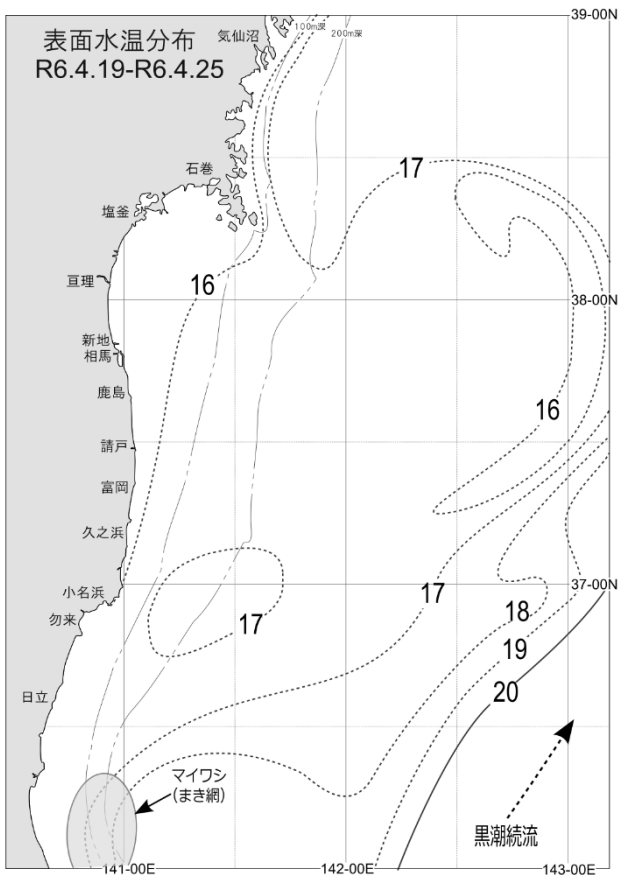 表面水温分布
R6.4.19-R6.4.25
気仙沼
100m深
200m深
39-00N
石巻
塩釜
亘理
17
16
38-00N
新地
相馬
鹿島
請戸
富岡
久之浜
16
小名浜
勿来
37-00N
17
17
18
19
20
日立
マイワシ
(まき網)
黒潮続流
141-00E
142-00E
143-00E